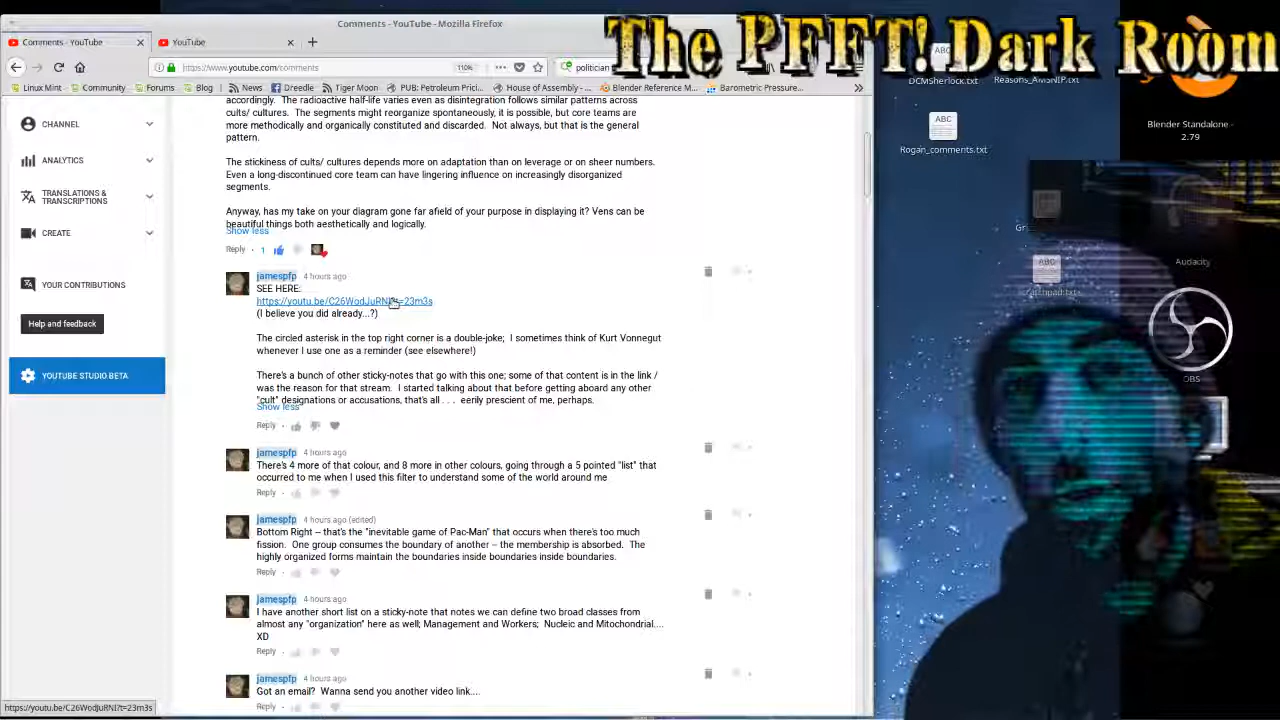 Comments - YouTube - Mozilla Firefox
The PFFT! Dark Room
Comments - YouTube
YouTube
https://www.youtube.com/comments
110%
politician
Linux Mint
Community
Forums
Blog
News
Dreedle
Tiger Moon
PUB: Petroleum Prici...
House of Assembly - ...
Blender Reference M...
Barometric Pressure...
DCMSherlock.txt
Reasons_AMSNIP.txt
Blender Standalone -
2.79
ABC
Rogan_comments.txt
CHANNEL
ANALYTICS
TRANSLATIONS &
TRANSCRIPTIONS
CREATE
YOUR CONTRIBUTIONS
Help and feedback
YOUTUBE STUDIO BETA
accordingly. The radioactive half-life varies even as disintegration follows similar patterns across
cults/ cultures. The segments might reorganize spontaneously, it is possible, but core teams are
more methodically and organically constituted and discarded. Not always, but that is the general
pattern.
The stickiness of cults/ cultures depends more on adaptation than on leverage or on sheer numbers.
Even a long-discontinued core team can have lingering influence on increasingly disorganized
segments.
Anyway, has my take on your diagram gone far afield of your purpose in displaying it? Vens can be
beautiful things both aesthetically and logically.
Show less
Reply
1
jamespfp 4 hours ago
SEE HERE:
https://youtu.be/C26WodJuRNI?t=23m3s
(I believe you did already...?)
The circled asterisk in the top right corner is a double-joke; I sometimes think of Kurt Vonnegut
whenever I use one as a reminder (see elsewhere!)
There's a bunch of other sticky-notes that go with this one; some of that content is in the link /
was the reason for that stream. I started talking about that before getting aboard any other
"cult" designations or accusations, that's all . . . eerily prescient of me, perhaps.
Show less
Reply
jamespfp 4 hours ago
There's 4 more of that colour, and 8 more in other colours, going through a 5 pointed "list" that
occurred to me when I used this filter to understand some of the world around me
Reply
jamespfp 4 hours ago (edited)
Bottom Right -- that's the "inevitable game of Pac-Man" that occurs when there's too much
fission. One group consumes the boundary of another -- the membership is absorbed. The
highly organized forms maintain the boundaries inside boundaries inside boundaries.
Reply
jamespfp 4 hours ago
I have another short list on a sticky-note that notes we can define two broad classes from
almost any "organization" here as well; Management and Workers; Nucleic and Mitochondrial....
XD
Reply
jamespfp 4 hours ago
Got an email? Wanna send you another video link....
Reply
https://youtu.be/C26WodJuRNI?t=23m3s
Audacity
ABC
OBS